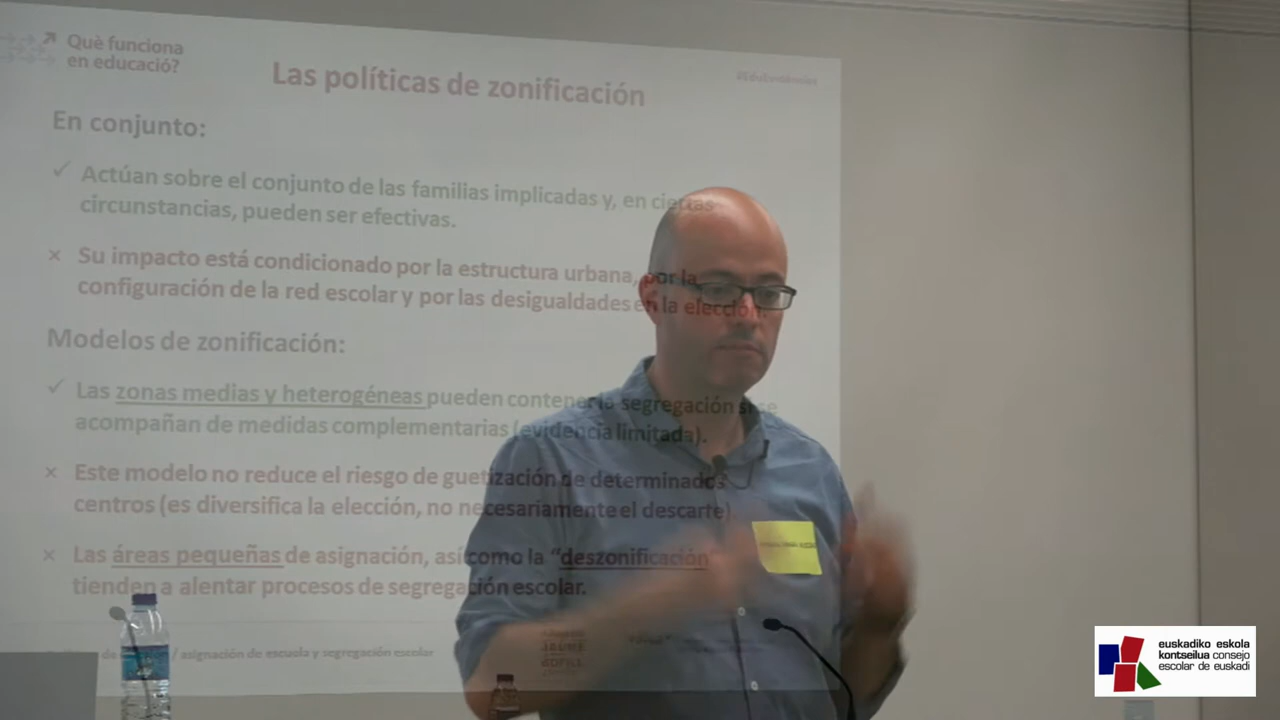 Què funciona
en educació?
Las políticas de zonificación
En conjunto:
✓ Actúan sobre el conjunto de las familias implicadas y, en ciertas
circunstancias, pueden ser efectivas.
× Su impacto está condicionado por la estructura urbana, por la
configuración de la red escolar y por las desigualdades en la elección.
Modelos de zonificación:
✓ Las zonas medias y heterogéneas pueden contener la segregación si se
acompañan de medidas complementarias (evidencia limitada).
× Este modelo no reduce el riesgo de guetización de determinados
centros (es diversifica la elección, no necesariamente el descarte).
× Las áreas pequeñas de asignación, así como la "deszonificación
tienden a alentar procesos de segregación escolar.
de / asignación de escuela y segregación escolar
JAUME
BOFILL
euskadiko eskola
kontseilua consejo
escolar de euskadi